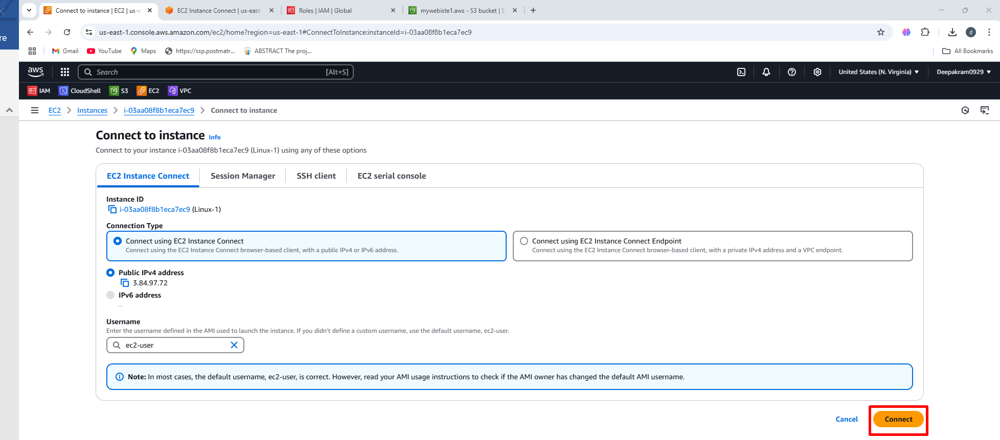 Connect to instance | EC2 | us-e
EC2 Instance Connect | us-east-
Roles | IAM | Global
mywebiste1.aws - S3 bucket | S
re
us-east-1.console.aws.amazon.com/ec2/home?region=us-east-1#ConnectToInstance:instanceId=i-03aa08f8b1eca7ec9
d
Gmail
YouTube
Maps
https://ssp.postmatr...
ABSTRACT The proj...
All Bookmarks
aws
Search
[Alt+S]
United States (N. Virginia)
Deepakram0929
IAM
CloudShell
S3
EC2
VPC
EC2
Instances
i-03aa08f8b1eca7ec9
Connect to instance
Connect to instance Info
Connect to your instance i-03aa08f8b1eca7ec9 (Linux-1) using any of these options
EC2 Instance Connect
Session Manager
SSH client
EC2 serial console
Instance ID
i-03aa08f8b1eca7ec9 (Linux-1)
Connection Type
Connect using EC2 Instance Connect
Connect using the EC2 Instance Connect browser-based client, with a public IPv4 or IPv6 address.
Connect using EC2 Instance Connect Endpoint
Connect using the EC2 Instance Connect browser-based client, with a private IPv4 address and a VPC endpoint.
Public IPv4 address
3.84.97.72
IPv6 address
–
Username
Enter the username defined in the AMI used to launch the instance. If you didn't define a custom username, use the default username, ec2-user.
ec2-user
Note: In most cases, the default username, ec2-user, is correct. However, read your AMI usage instructions to check if the AMI owner has changed the default AMI username.
Cancel
Connect